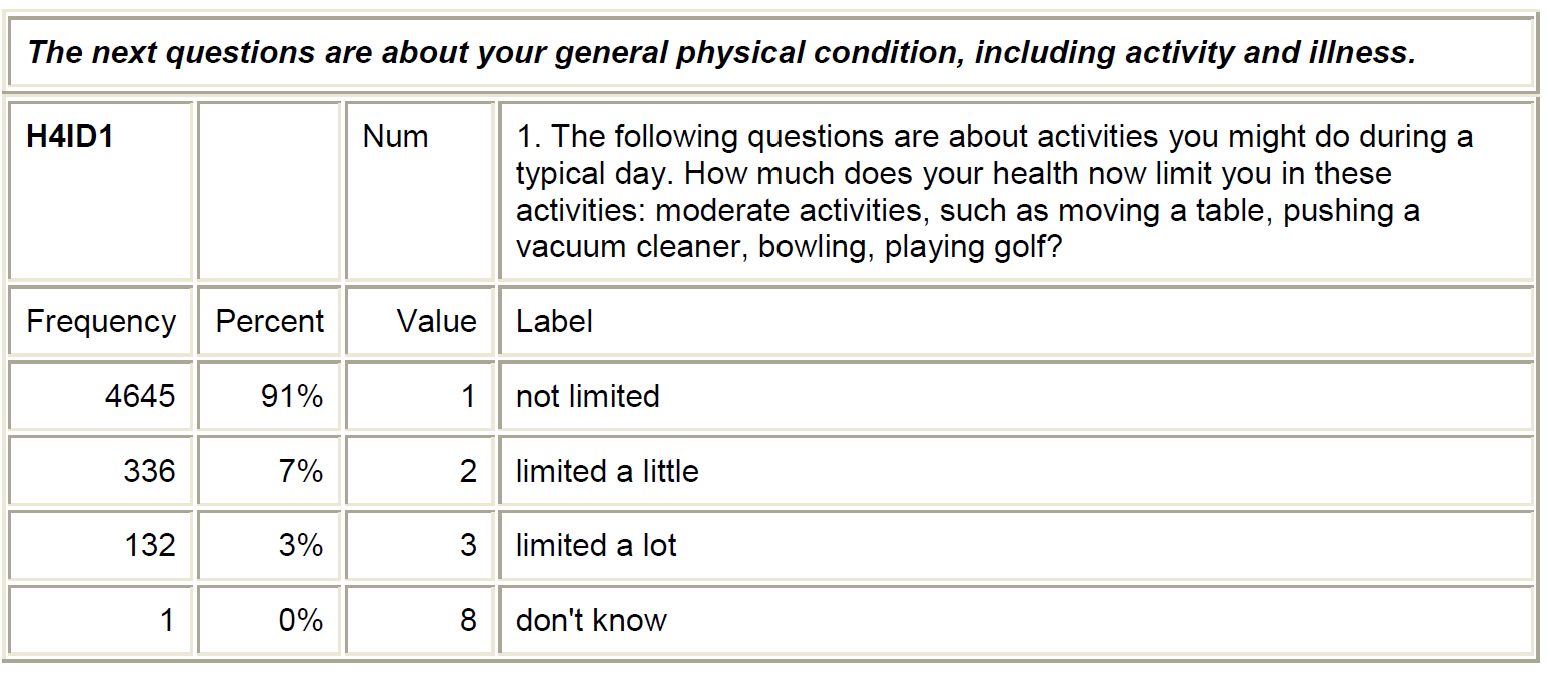 The next questions are about your general physical condition, including activity and illness.
H4ID1 Num 1. The following questions are about activities you might do during a
typical day. How much does your health now limit you in these
activities: moderate activities, such as moving a table, pushing a
vacuum cleaner, bowling, playing golf?
Frequency Percent Value Label
4645 91% 1 not limited
336 7% 2 limited a little
132 3% 3 limited a lot
1 0% 8 don't know